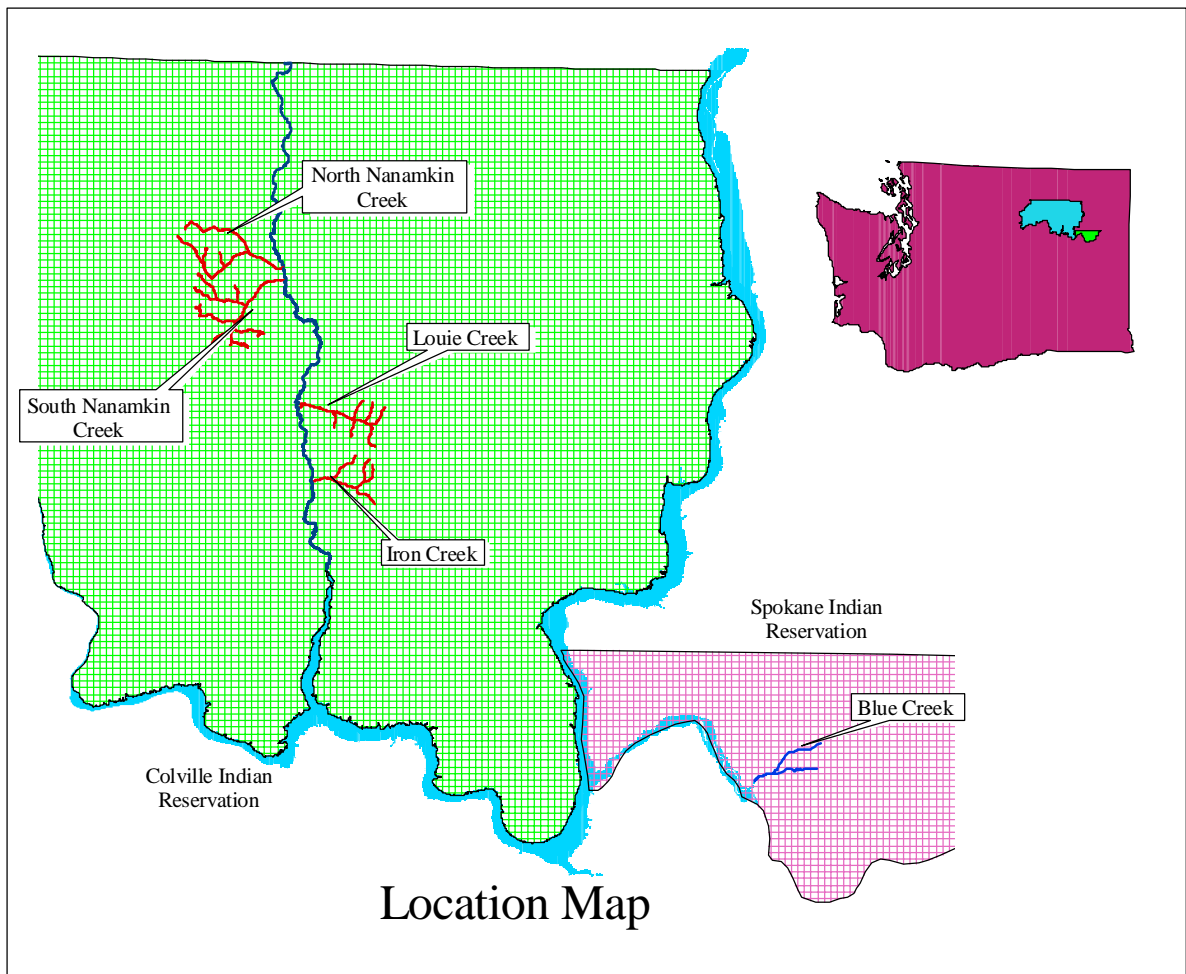 North Nanamkin
Creek
Louie Creek
South Nanamkin
Creek
Iron Creek
Spokane Indian
Reservation
Blue Creek
Colville Indian
Reservation
Location Map